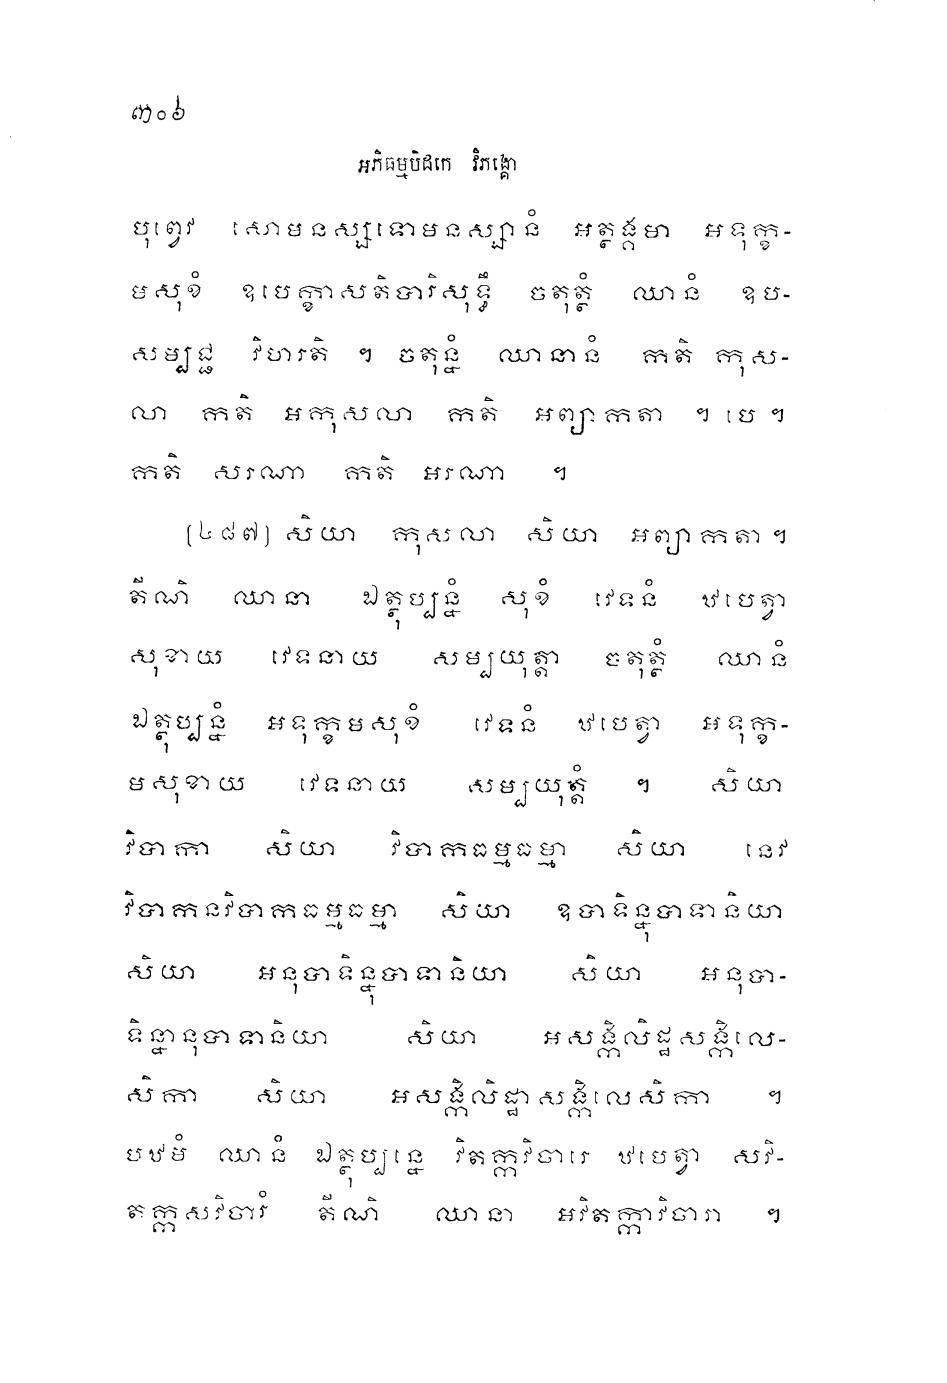 ៣០៦
អភិធម្មបិដកេ វិភង្គោ
បុព្វេវ សោមនស្សទោមនស្សានំ អត្ថង្គមា អទុក្ខ-
មសុខំ ឧបេក្ខាសតិបារិសុទ្ធឹ ចតុត្ថំ ឈានំ ឧប-
សម្បជ្ជ វិហរតិ ។ ចតុន្នំ ឈានានំ កតិ កុស-
លា កតិ អកុសលា កតិ អព្យាកតា ។ បេ ។
កតិ សរណា កតិ អរណា ។
(៤៨៧) សិយា កុសលា សិយា អព្យាកតា ។
តីណិ ឈានា ឯត្ថុប្បន្នំ សុខំ វេទនំ ឋបេត្វា
សុខាយ វេទនាយ សម្បយុត្តា ចតុត្ថំ ឈានំ
ឯត្ថុប្បន្នំ អទុក្ខមសុខំ វេទនំ ឋបេត្វា អទុក្ខ-
មសុខាយ វេទនាយ សម្បយុត្តំ ។ សិយា
វិបាកា សិយា វិបាកធម្មធម្មា សិយា នេវ
វិបាកនវិបាកធម្មធម្មា សិយា ឧបាទិន្នុបាទានិយា
សិយា អនុបាទិន្នុបាទានិយា សិយា អនុបា-
ទិន្នានុបាទានិយា សិយា អសង្កិលិដ្ឋសង្កិលេ-
សិកា សិយា អសង្កិលិដ្ឋាសង្កិលេសិកា ។
បឋមំ ឈានំ ឯត្ថុប្បន្នេ វិតក្កវិចារេ ឋបេត្វា សវិ-
តក្កសវិចារំ តីណិ ឈានា អវិតក្កាវិចារា ។